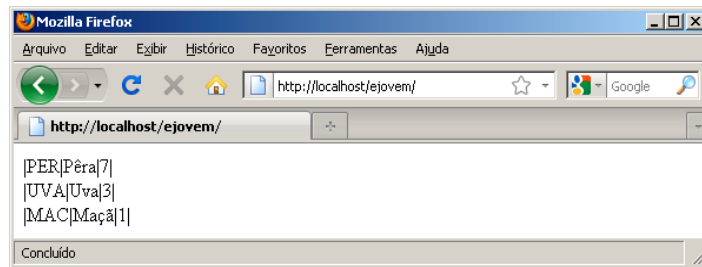 Mozilla Firefox
Arquivo Editar Exibir Histórico Favoritos Ferramentas Ajuda
http://localhost/ejovem/ Google
http://localhost/ejovem/
|PER|Pêra|7|
|UVA|Uva|3|
|MAC|Maçã|1|
Concluído